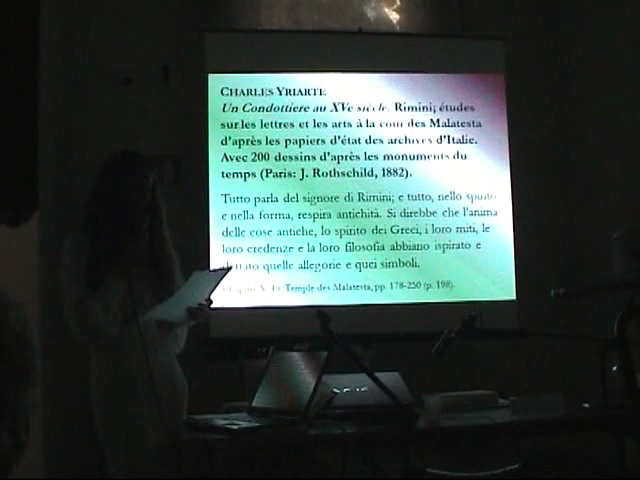 CHARLES YRIARTE
Un Condottiere au XVe siècle. Rimini; études
sur les lettres et les arts à la cour des Malatesta
d'après les papiers d'état des archives d'Italie.
Avec 200 dessins d'après les monuments du
temps (Paris: J. Rothschild, 1882).
Tutto parla del signore di Rimini; e tutto, nello spirito
e nella forma, respira antichità. Si direbbe che l'anima
delle cose antiche, lo spirito dei Greci, i loro miti, le
loro credenze e la loro filosofia abbiano ispirato e
dettato quelle allegorie e quei simboli.
X. Le Temple des Malatesta, pp. 178-250 (p. 198).